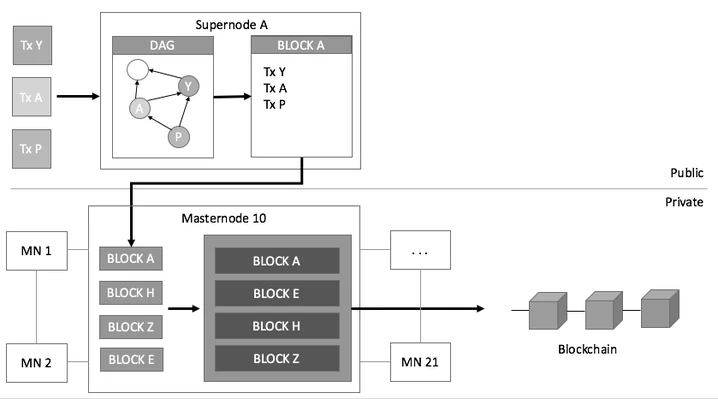 Supernode A
Tx Y
Tx A
Tx P
DAG
Y
A
P
BLOCK A
Tx Y
Tx A
Tx P
Public
Private
Masternode 10
MN 1
MN 2
BLOCK A
BLOCK H
BLOCK Z
BLOCK E
BLOCK A
BLOCK E
BLOCK H
BLOCK Z
...
MN 21
Blockchain